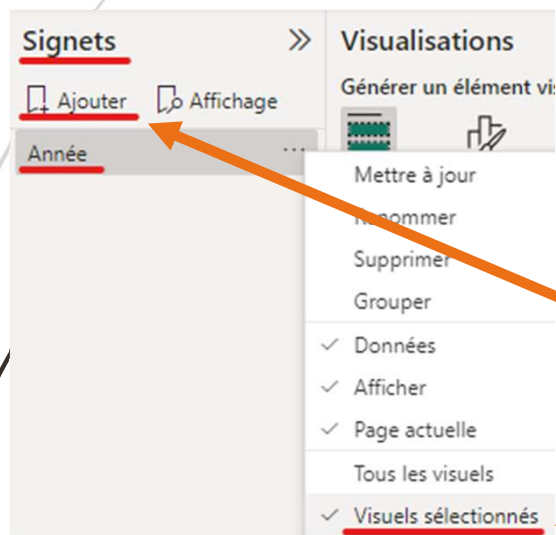 Signets
Visualisations
Ajouter
Affichage
Générer un élément vis
Année
Mettre à jour
Renommer
Supprimer
Grouper
Données
Afficher
Page actuelle
Tous les visuels
Visuels sélectionnés